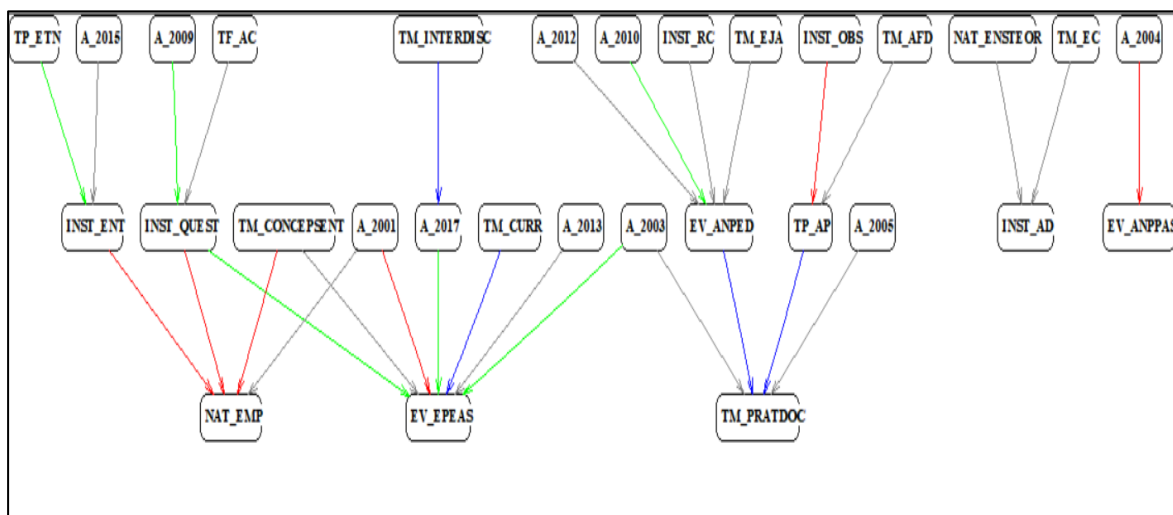 TP_ETN A_2015 A_2009 TF_AC TM_INTERDISC A_2012 A_2010 INST_RC TM_EJA INST_OBS TM_AFD NAT_ENSTEOR TM_EC A_2004
INST_ENT INST_QUEST TM_CONCEPSENT A_2001 A_2017 TM_CURR A_2013 A_2003 EV_ANPED TP_AP A_2005 INST_AD EV_ANPPAS
NAT_EMP EV_EPEAS TM_PRATDOC